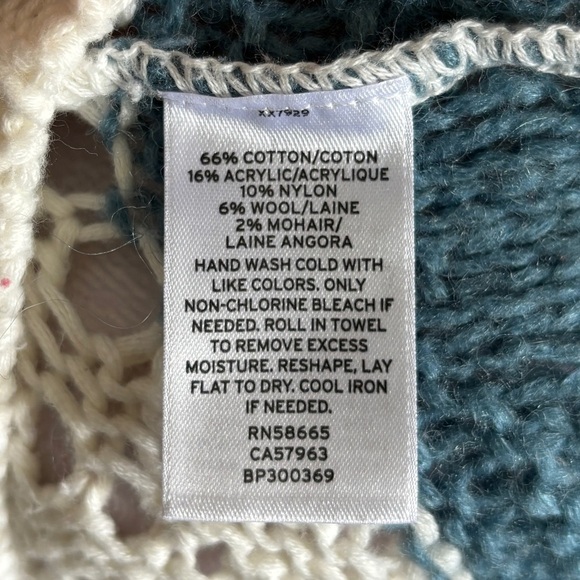 XX7929
66% COTTON/COTON
16% ACRYLIC/ACRYLIQUE
10% NYLON
6% WOOL/LAINE
2% MOHAIR/
LAINE ANGORA
HAND WASH COLD WITH
LIKE COLORS. ONLY
NON-CHLORINE BLEACH IF
NEEDED. ROLL IN TOWEL
TO REMOVE EXCESS
MOISTURE. RESHAPE, LAY
FLAT TO DRY. COOL IRON
IF NEEDED.
RN58665
CA57963
BP300369